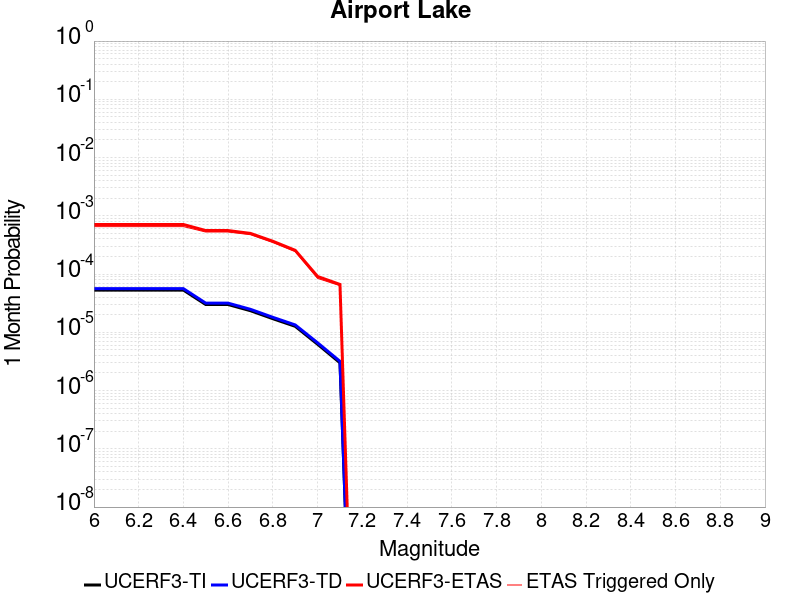 Airport Lake
10^0
10^-1
10^-2
10^-3
10^-4
10^-5
10^-6
10^-7
10^-8
1 Month Probability
6 6.2 6.4 6.6 6.8 7 7.2 7.4 7.6 7.8 8 8.2 8.4 8.6 8.8 9
Magnitude
UCERF3-TI UCERF3-TD UCERF3-ETAS ETAS Triggered Only